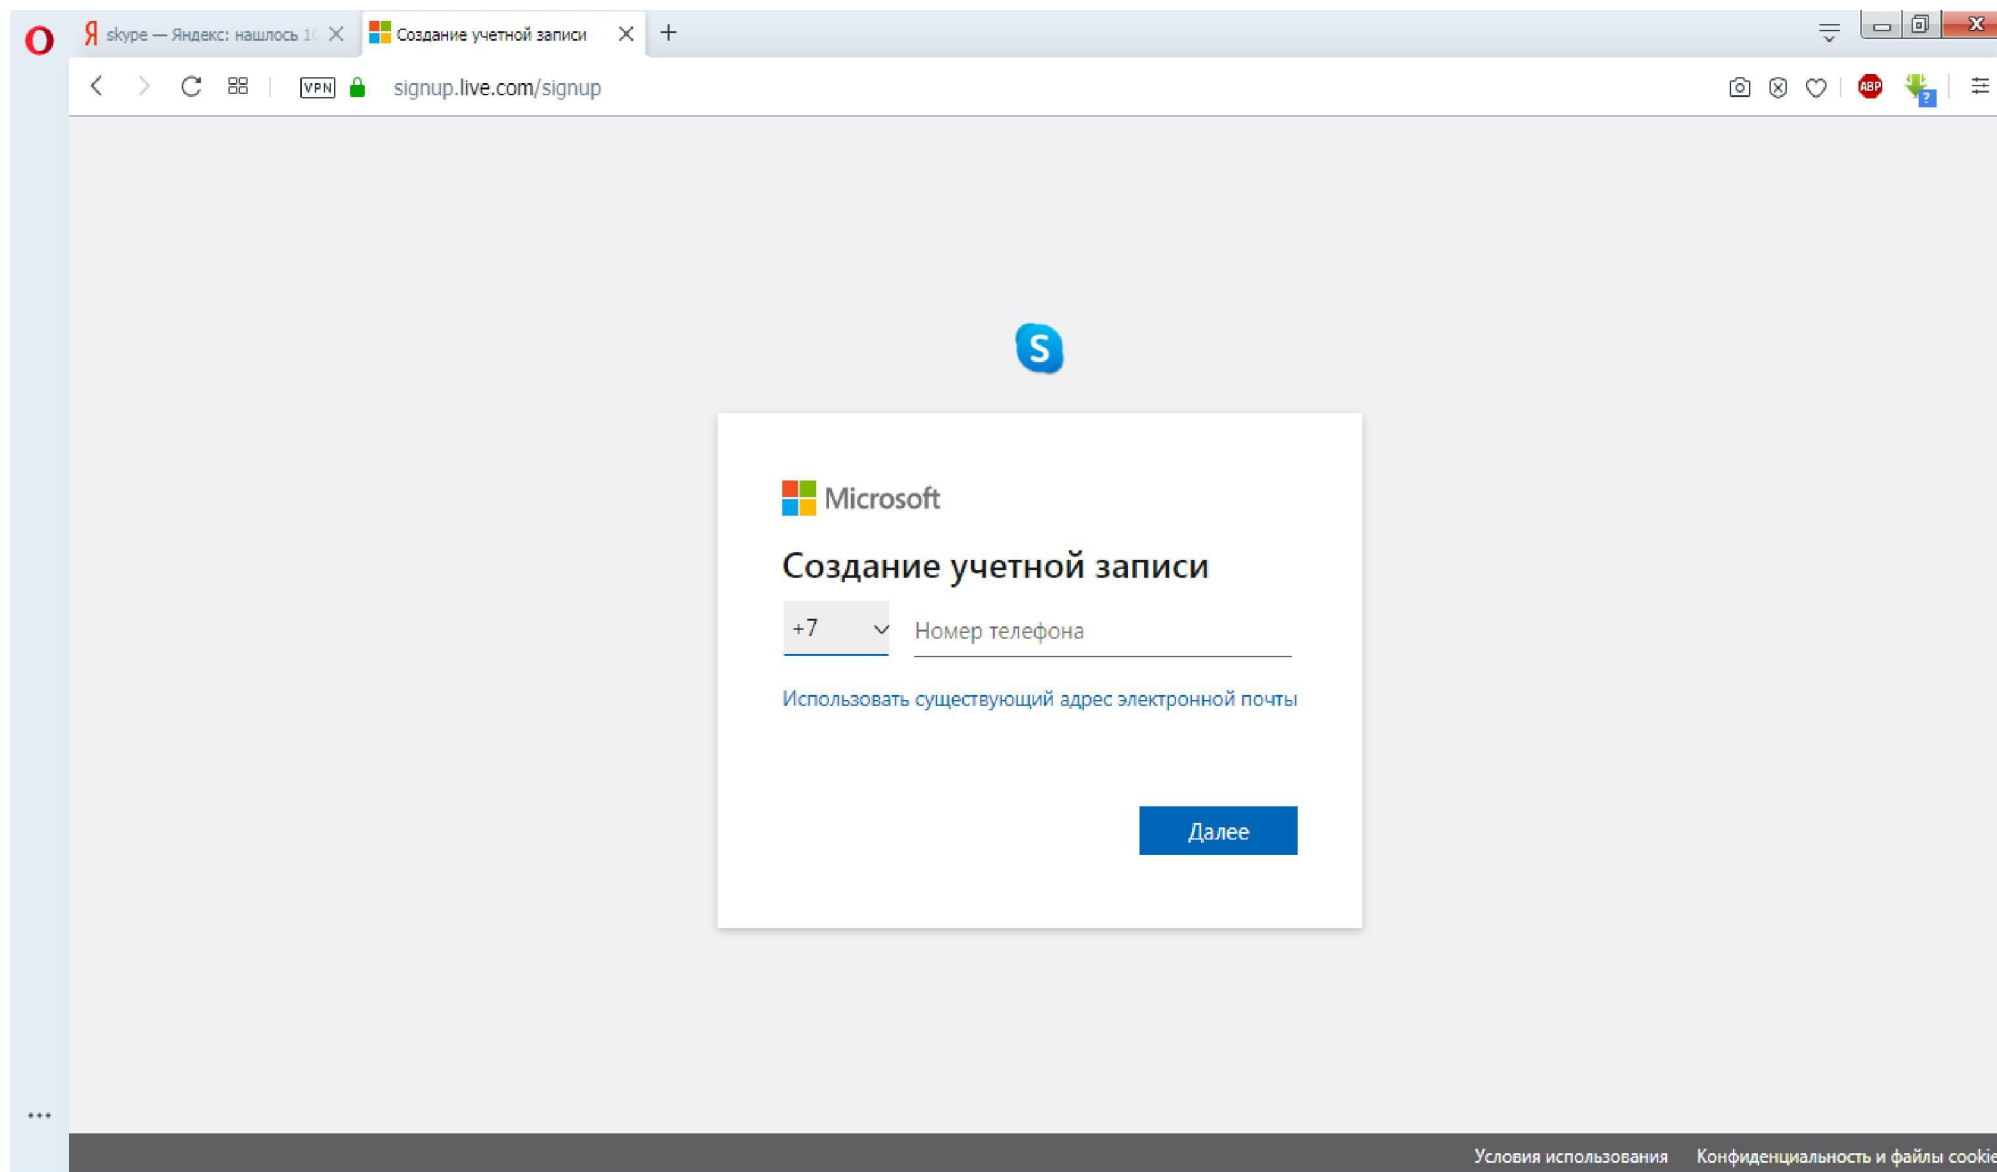 skype — Яндекс: нашлось
Создание учетной записи
VPN
signup.live.com/signup
ABP
?
S
Microsoft
Создание учетной записи
+7
Номер телефона
Использовать существующий адрес электронной почты
Далее
Условия использования
Конфиденциальность и файлы cookie